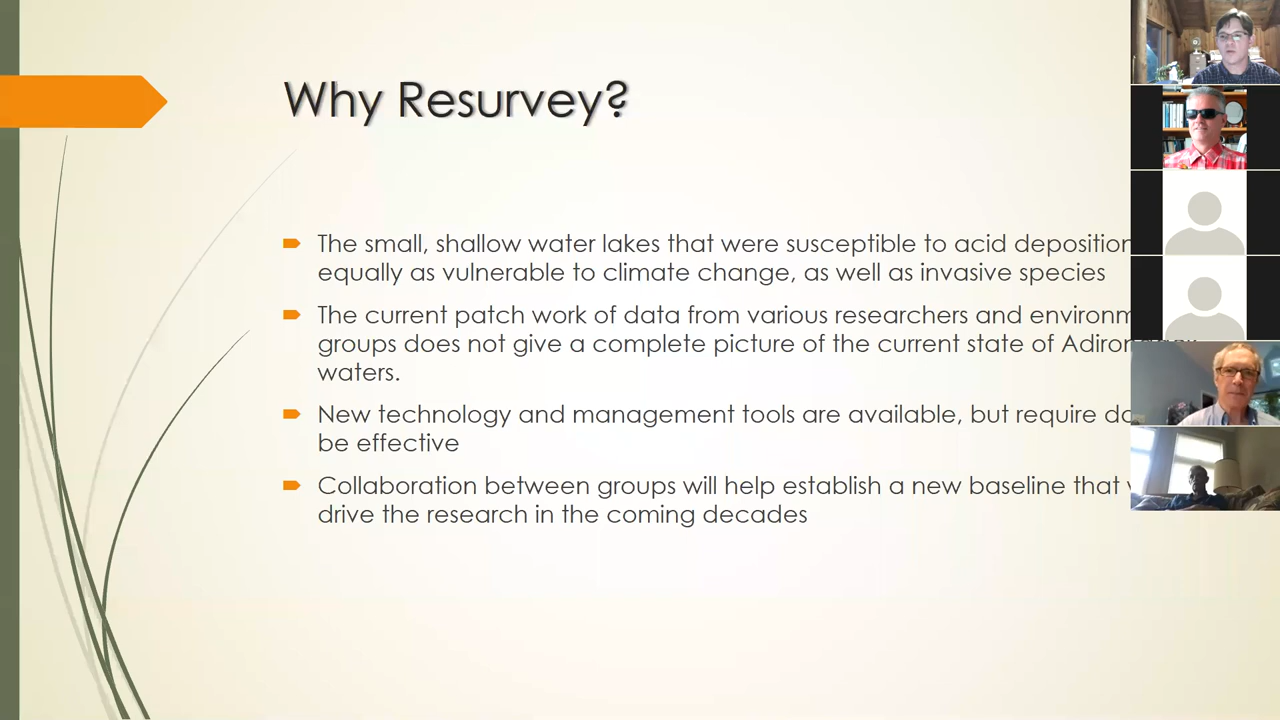 Why Resurvey?
The small, shallow water lakes that were susceptible to acid deposition
equally as vulnerable to climate change, as well as invasive species
The current patch work of data from various researchers and
groups does not give a complete picture of the current state of
waters.
New technology and management tools are available, but require
be effective
Collaboration between groups will help establish a new baseline that
drive the research in the coming decades